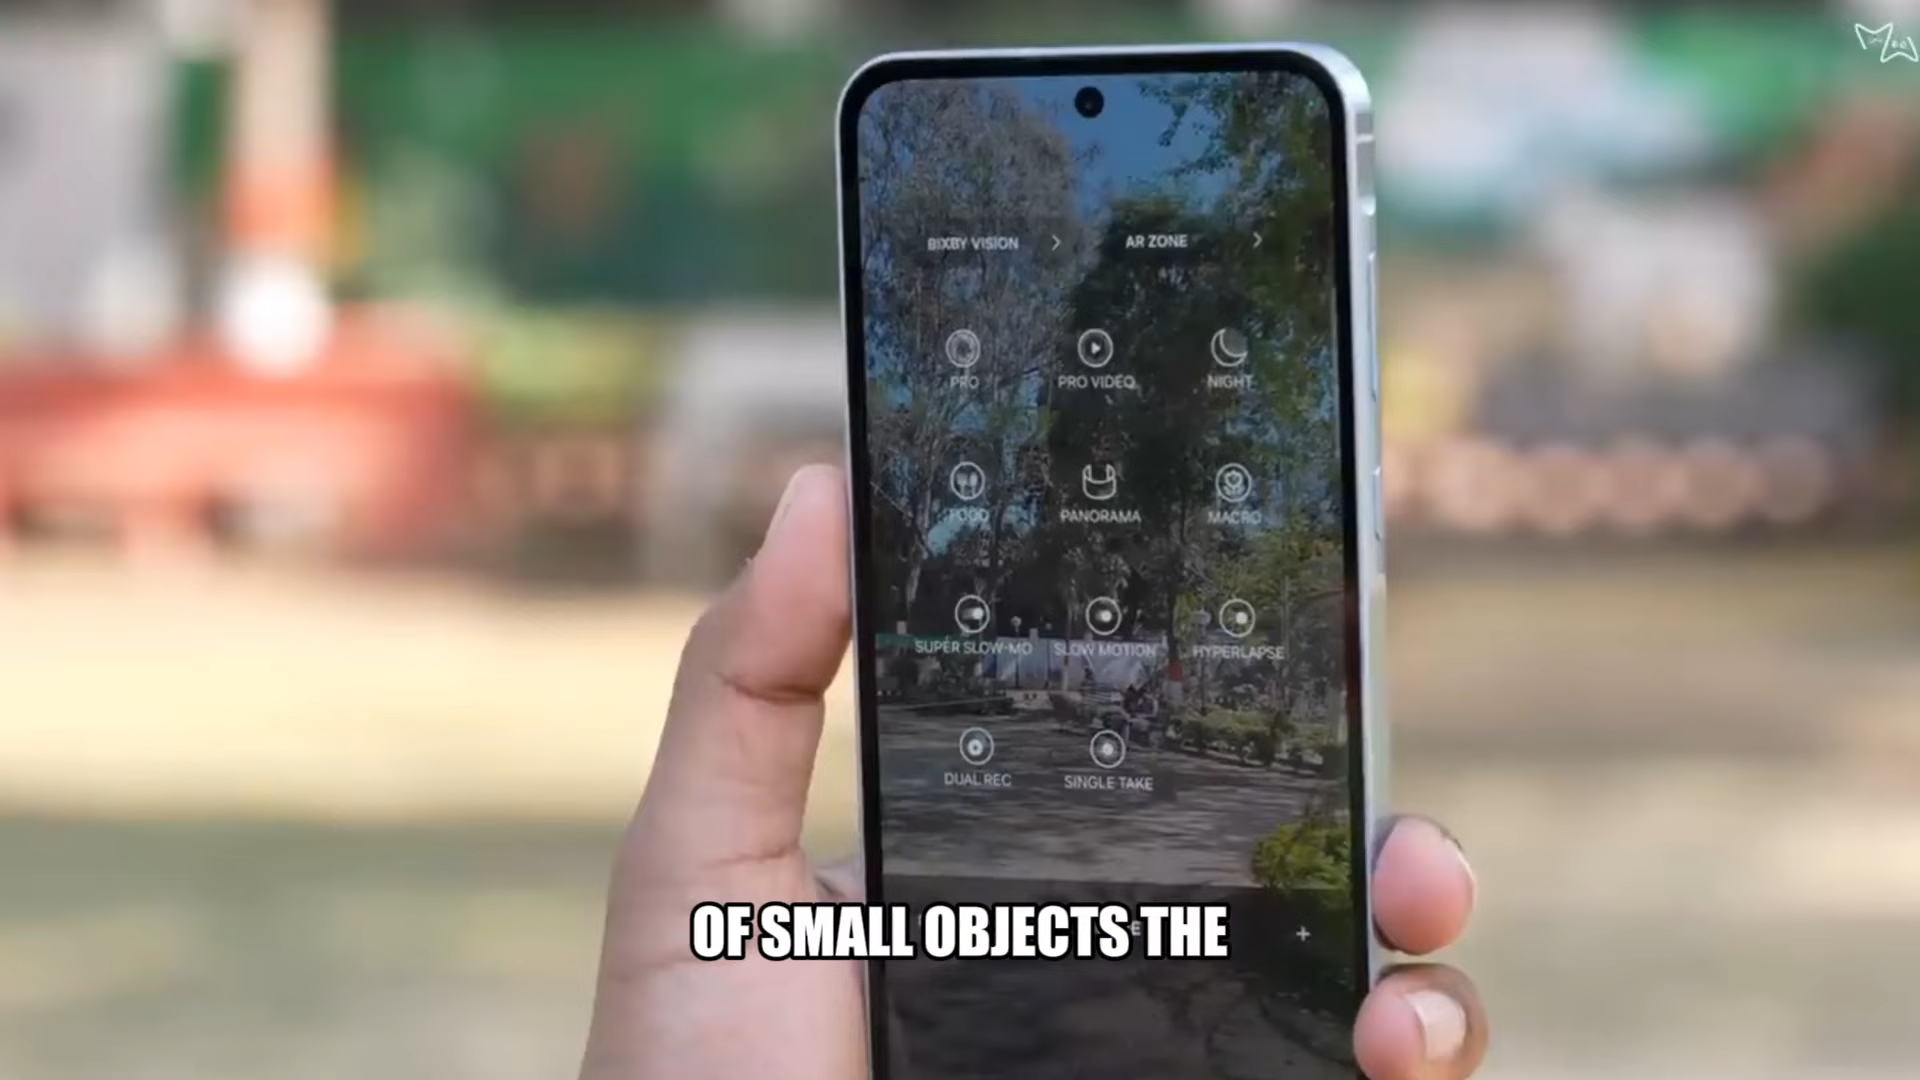 BIXBY VISION > AR ZONE >
PRO PRO VIDEO NIGHT
FOOD PANORAMA MACRO
SUPER SLOW-MO SLOW MOTION HYPERLAPSE
DUAL REC SINGLE TAKE
OF SMALL OBJECTS THE
+